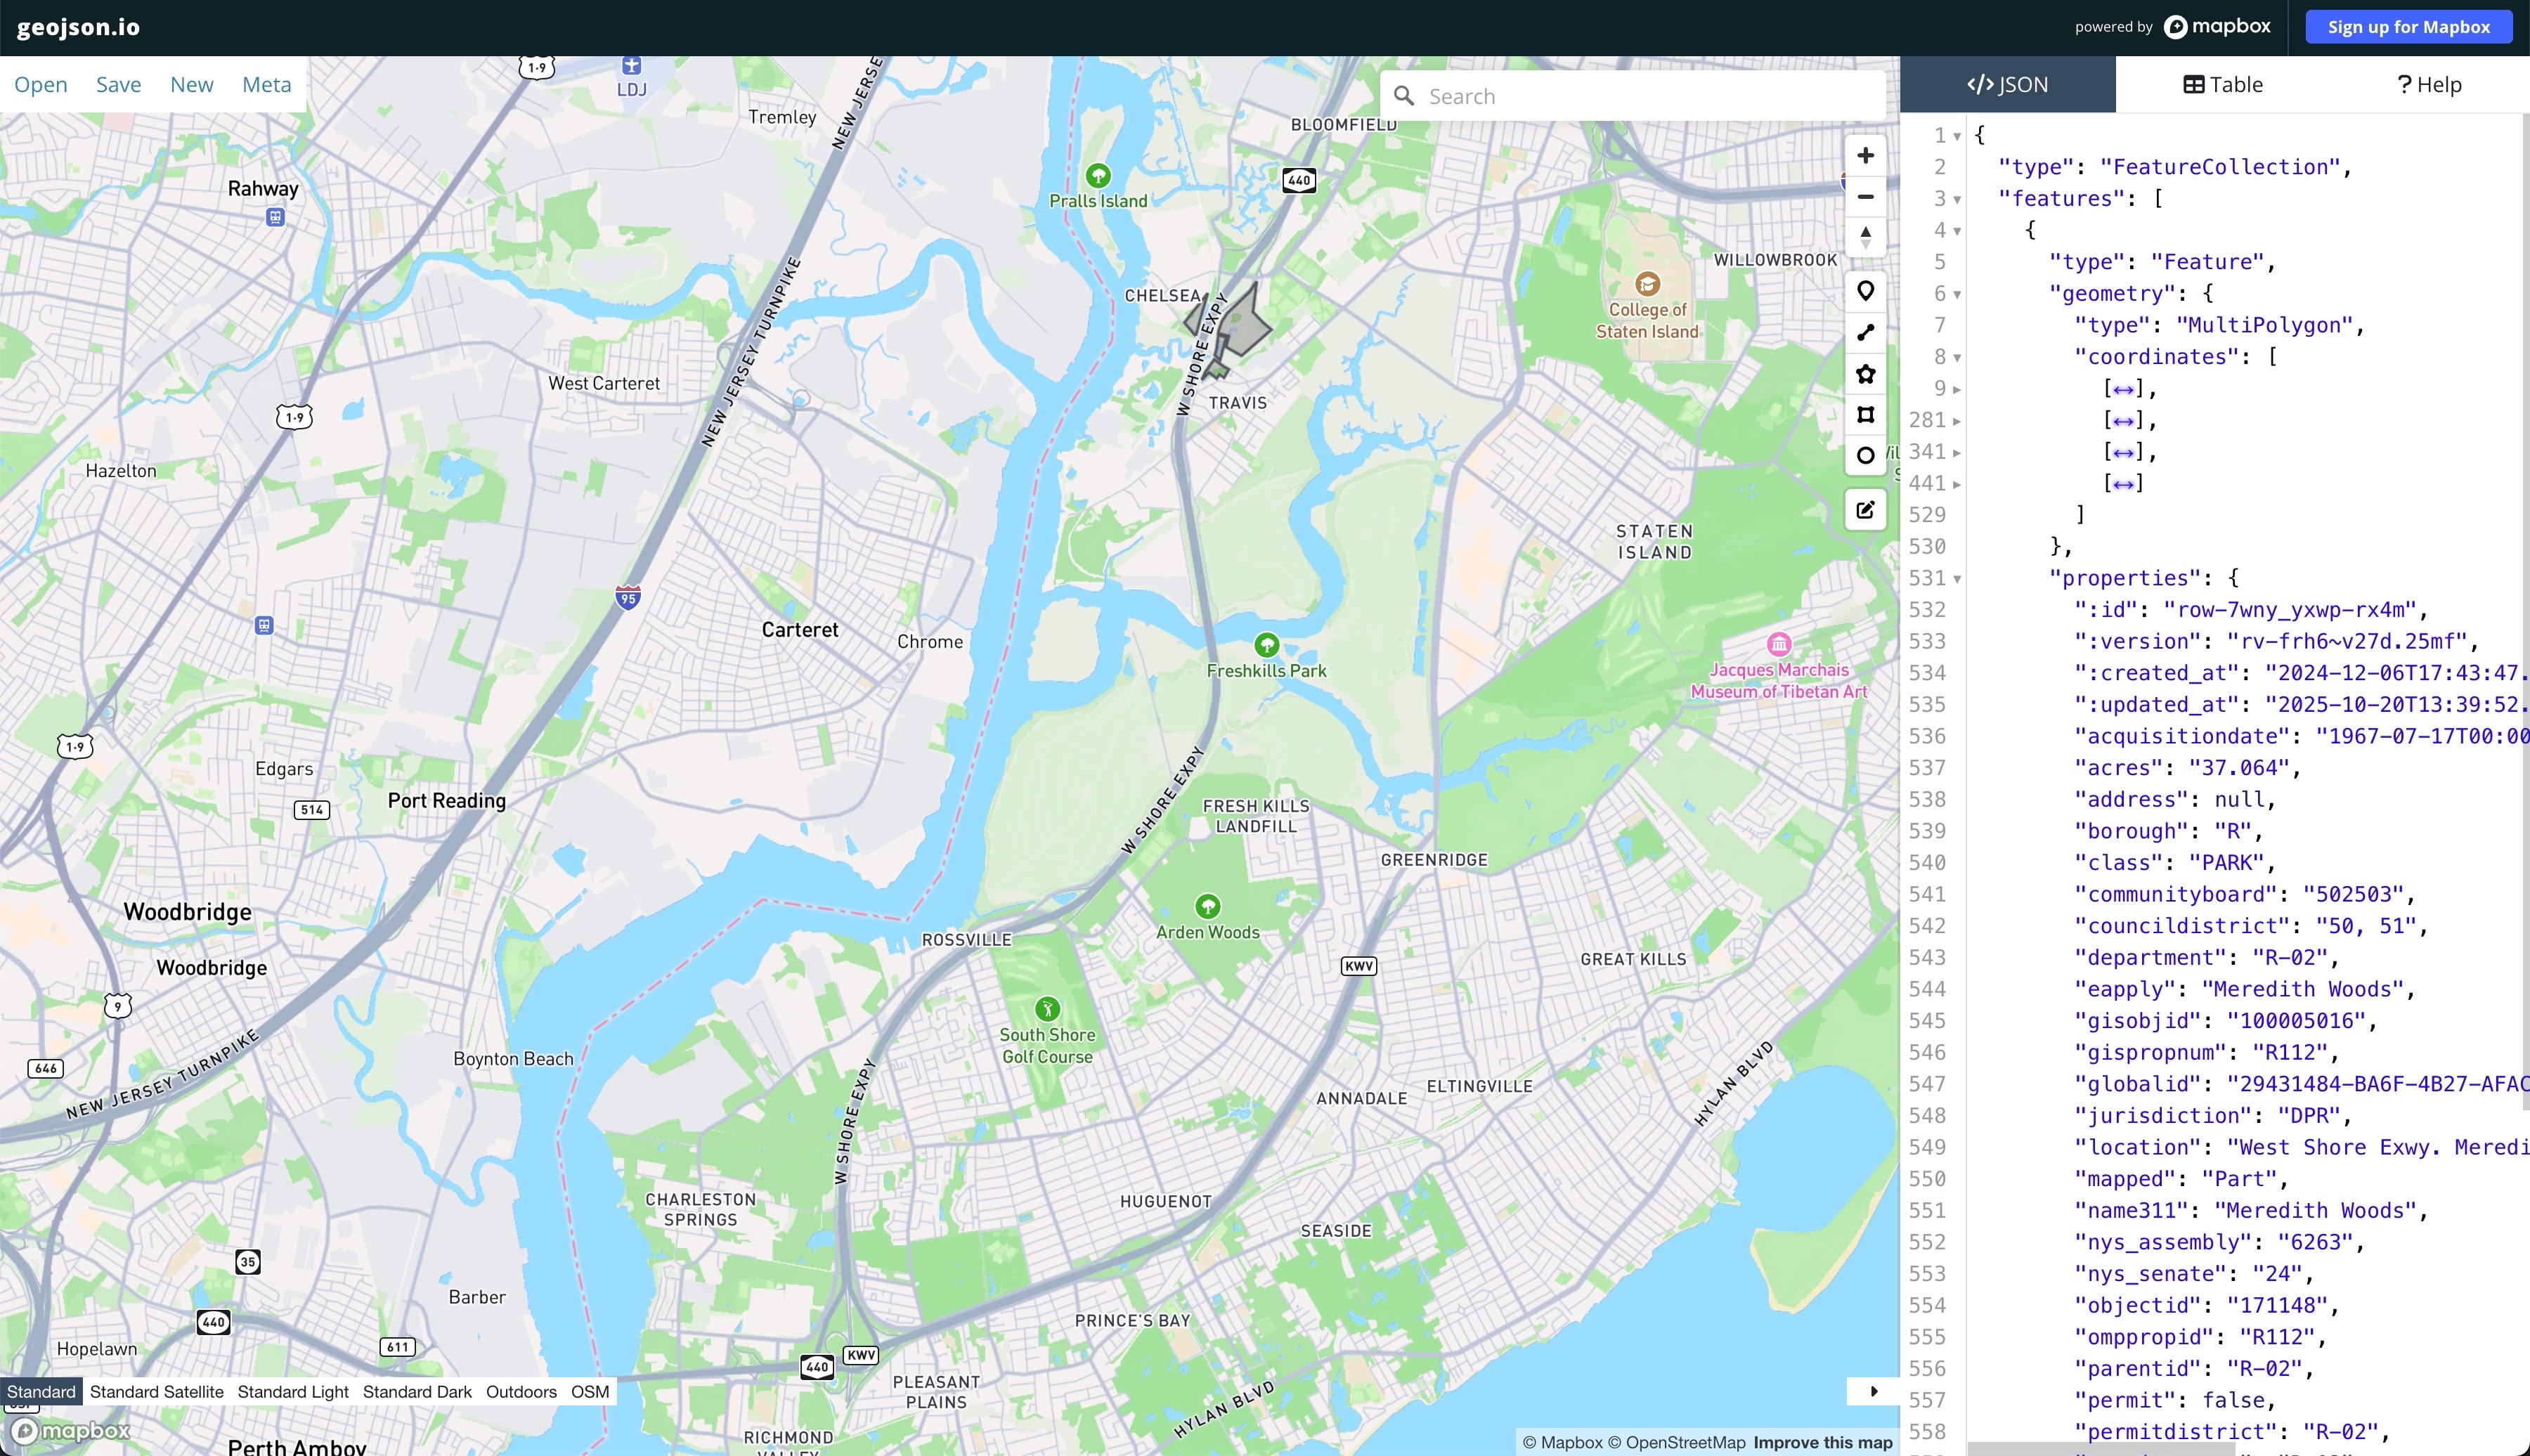 geojson.io
powered by mapbox
Sign up for Mapbox
Open Save New Meta
Search
</> JSON
Table
? Help
1·9
LDJ
Tremley
NEW JERSE
BLOOMFIELD
440
Rahway
Pralls Island
WILLOWBROOK
CHELSEA
College of
Staten Island
NEW JERSEY TURNPIKE
W SHORE EXPY
West Carteret
TRAVIS
1·9
Hazelton
STATEN
ISLAND
95
Carteret
Chrome
Freshkills Park
Jacques Marchais
Museum of Tibetan Art
1·9
Edgars
514
Port Reading
W SHORE EXPY
FRESH KILLS
LANDFILL
GREENRIDGE
Woodbridge
Woodbridge
Arden Woods
ROSSVILLE
KWV
GREAT KILLS
9
South Shore
Golf Course
Boynton Beach
646
NEW JERSEY TURNPIKE
W SHORE EXPY
ANNADALE
ELTINGVILLE
HYLAN BLVD
CHARLESTON
SPRINGS
HUGUENOT
SEASIDE
35
Barber
440
PRINCE'S BAY
Hopelawn
611
440
KWV
PLEASANT
PLAINS
HYLAN BLVD
Standard Standard Satellite Standard Light Standard Dark Outdoors OSM
mapbox
Perth Amboy
RICHMOND
VALLEY
© Mapbox © OpenStreetMap Improve this map
1 {
2 "type": "FeatureCollection",
3 "features": [
4 {
5 "type": "Feature",
6 "geometry": {
7 "type": "MultiPolygon",
8 "coordinates": [
9 [↔],
281 [↔],
341 [↔],
441 [↔]
529 ]
530 },
531 "properties": {
532 ":id": "row-7wny_yxwp-rx4m",
533 ":version": "rv-frh6~v27d.25mf",
534 ":created_at": "2024-12-06T17:43:47.
535 ":updated_at": "2025-10-20T13:39:52.
536 "acquisitiondate": "1967-07-17T00:00
537 "acres": "37.064",
538 "address": null,
539 "borough": "R",
540 "class": "PARK",
541 "communityboard": "502503",
542 "councildistrict": "50, 51",
543 "department": "R-02",
544 "eapply": "Meredith Woods",
545 "gisobjid": "100005016",
546 "gispropnum": "R112",
547 "globalid": "29431484-BA6F-4B27-AFAC
548 "jurisdiction": "DPR",
549 "location": "West Shore Exwy. Meredi
550 "mapped": "Part",
551 "name311": "Meredith Woods",
552 "nys_assembly": "6263",
553 "nys_senate": "24",
554 "objectid": "171148",
555 "omppropid": "R112",
556 "parentid": "R-02",
557 "permit": false,
558 "permitdistrict": "R-02",